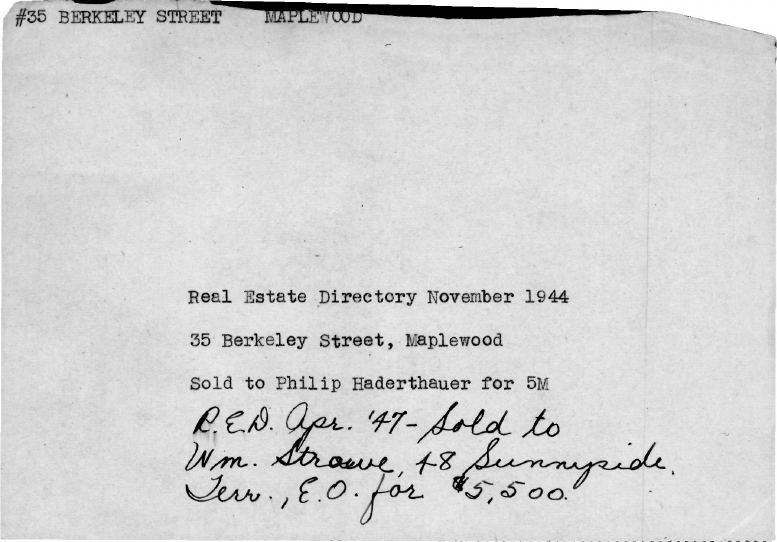 #35 BERKELEY STREET MAPLEWOOD
Real Estate Directory November 1944
35 Berkeley Street, Maplewood
Sold to Philip Haderthauer for 5M
R.E.D. Apr. '47 - Sold to
Wm. Strowe, 48 Sunnyside
Terr., E.O. for $5,500.